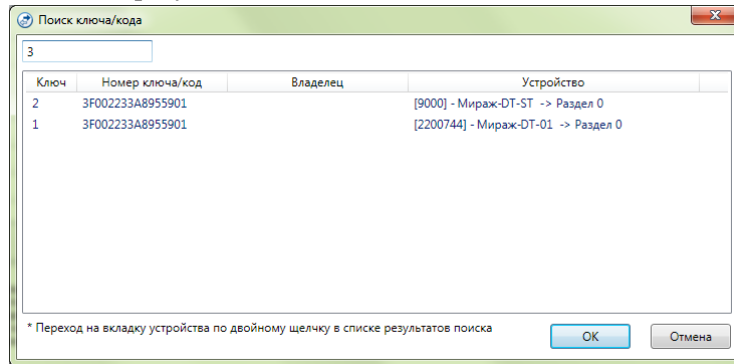 Поиск ключа/кода
3
Ключ Номер ключа/код Владелец Устройство
2 3F002233A8955901 [9000] - Мираж-DT-ST -> Раздел 0
1 3F002233A8955901 [2200744] - Мираж-DT-01 -> Раздел 0
* Переход на вкладку устройства по двойному щелчку в списке результатов поиска
OK Отмена